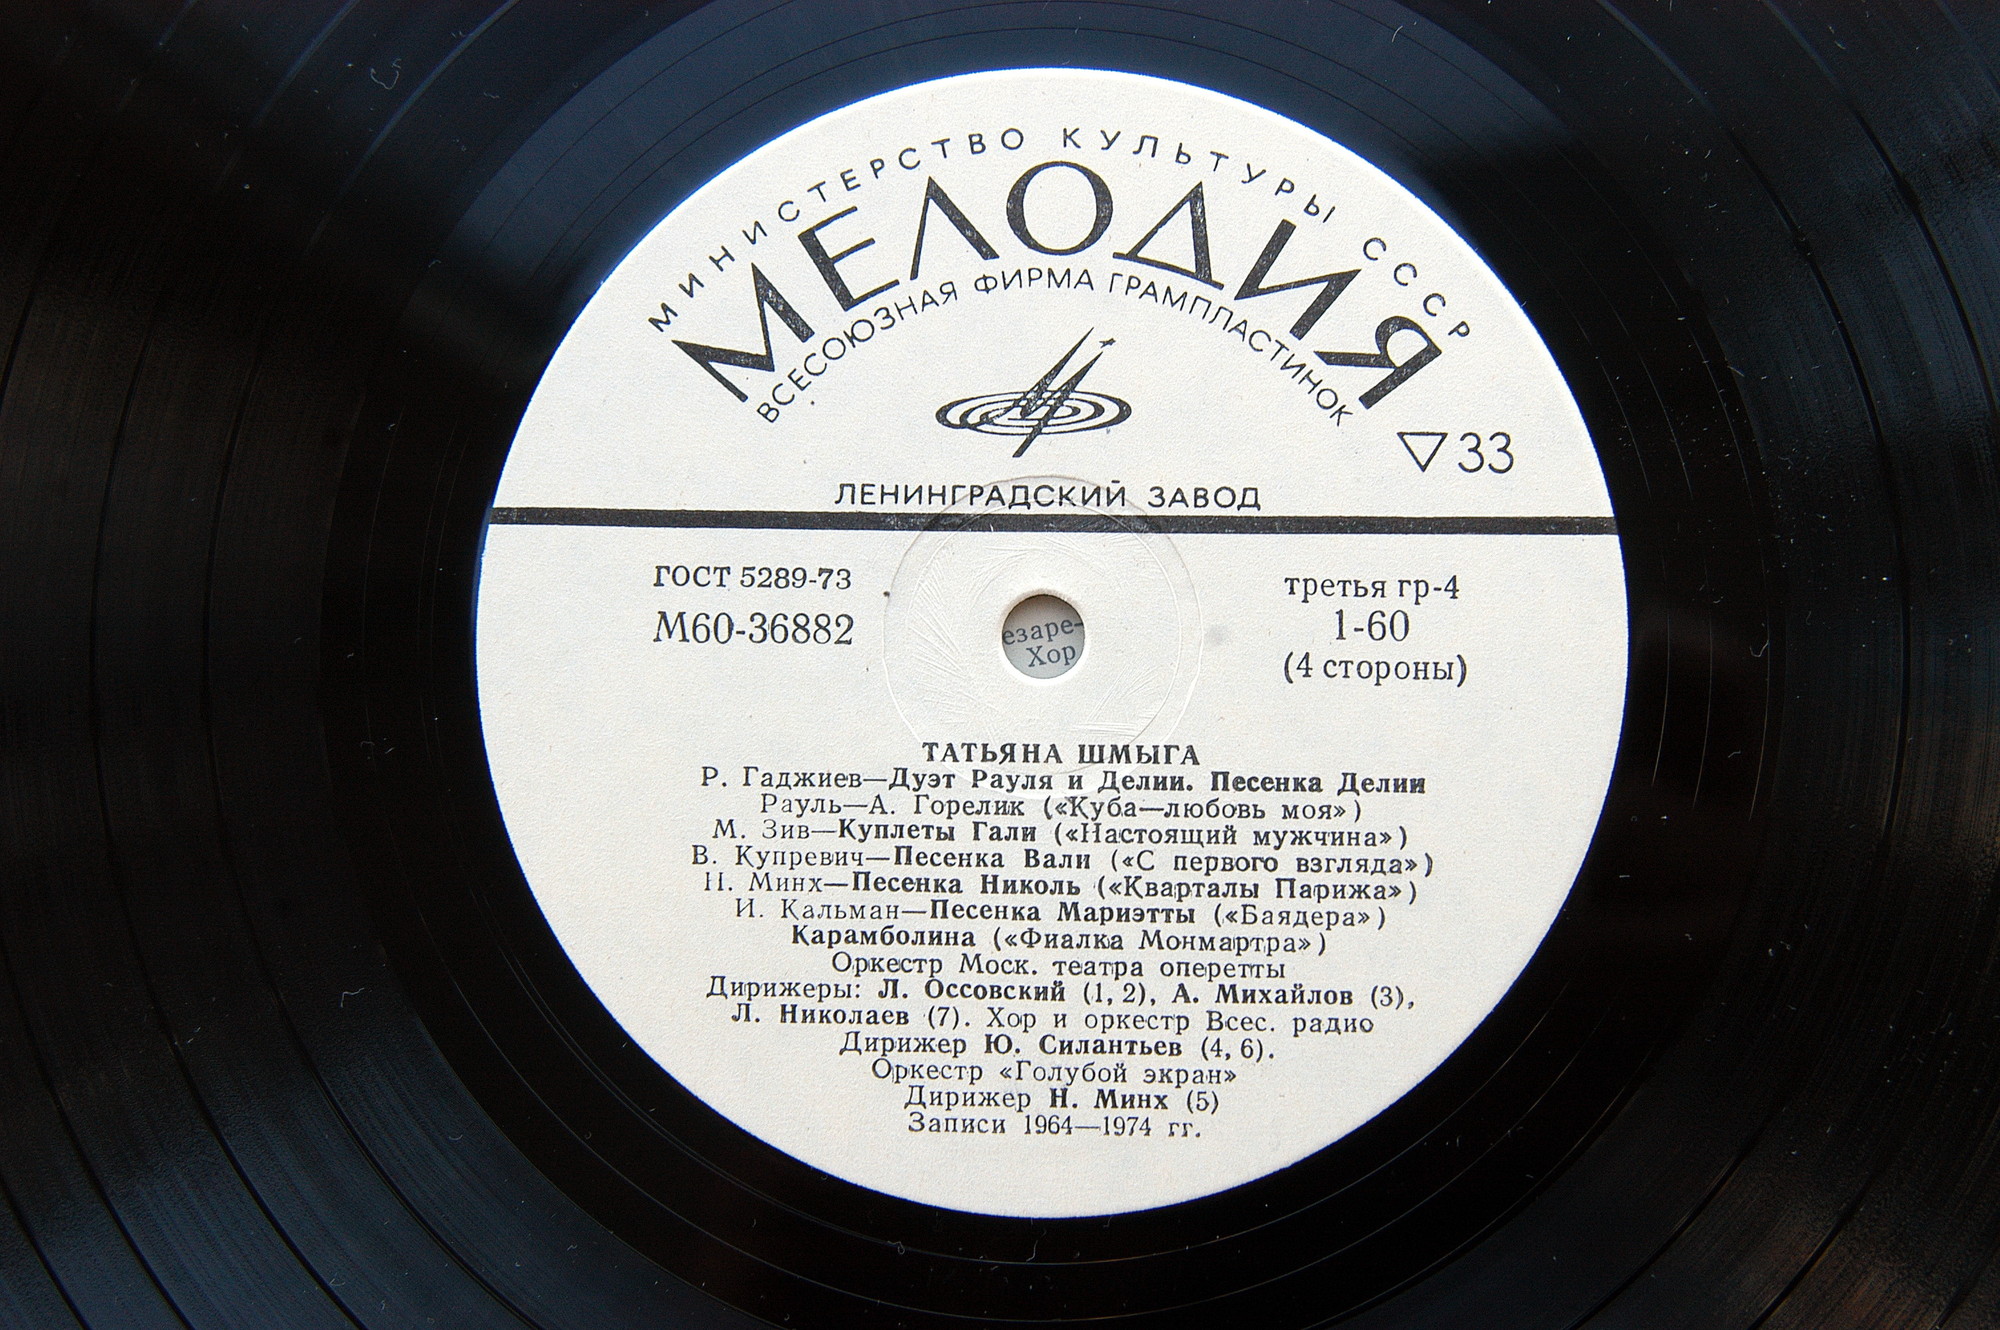 МИНИСТЕРСТВО КУЛЬТУРЫ СССР
МЕЛОДИЯ
ВСЕСОЮЗНАЯ ФИРМА ГРАМПЛАСТИНОК
33
ЛЕНИНГРАДСКИЙ ЗАВОД
ГОСТ 5289-73
М60-36882
третья гр-4
1-60
(4 стороны)
езаре-
Хор
ТАТЬЯНА ШМЫГА
Р. Гаджиев—Дуэт Рауля и Делии. Песенка Делии
Рауль—А. Горелик («Куба—любовь моя»)
М. Зив—Куплеты Гали («Настоящий мужчина»)
В. Купревич—Песенка Вали («С первого взгляда»)
Н. Минх—Песенка Николь («Кварталы Парижа»)
И. Кальман—Песенка Мариэтты («Баядера»)
Карамболина («Фиалка Монмартра»)
Оркестр Моск. театра оперетты
Дирижеры: Л. Оссовский (1, 2), А. Михайлов (3),
Л. Николаев (7). Хор и оркестр Всес. радио
Дирижер Ю. Силантьев (4, 6).
Оркестр «Голубой экран»
Дирижер Н. Минх (5)
Записи 1964—1974 гг.